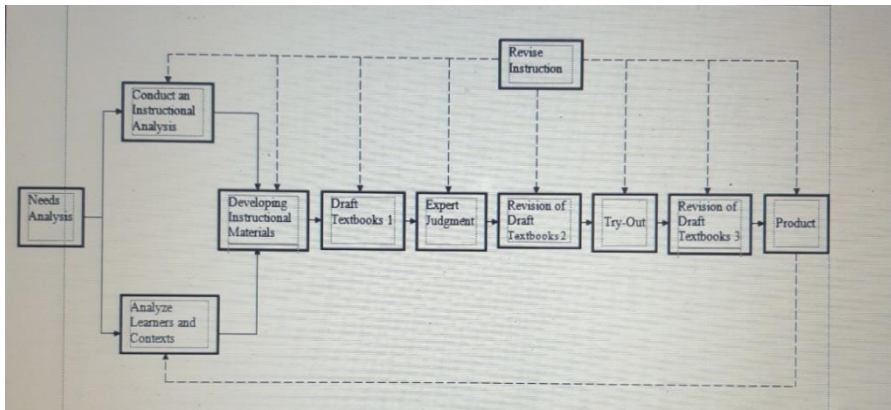 Revise
Instruction
Conduct an
Instructional
Analysis
Needs
Analysis
Developing
Instructional
Materials
Draft
Textbooks 1
Expert
Judgment
Revision of
Draft
Textbooks 2
Try-Out
Revision of
Draft
Textbooks 3
Product
Analyze
Learners and
Contexts